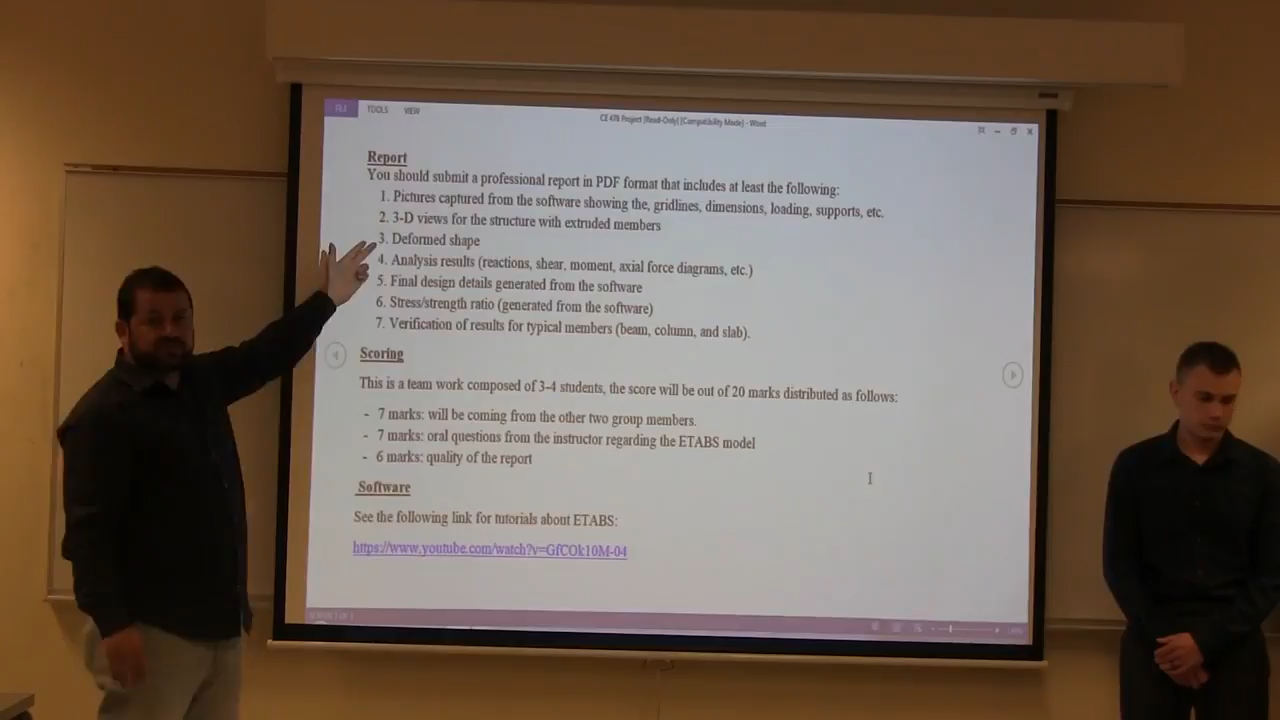 FILE TOOLS VIEW
CE 478 Project [Read-Only] [Compatibility Mode] - Word
Report
You should submit a professional report in PDF format that includes at least the following:
1. Pictures captured from the software showing the, gridlines, dimensions, loading, supports, etc.
2. 3-D views for the structure with extruded members
3. Deformed shape
4. Analysis results (reactions, shear, moment, axial force diagrams, etc.)
5. Final design details generated from the software
6. Stress/strength ratio (generated from the software)
7. Verification of results for typical members (beam, column, and slab).
Scoring
This is a team work composed of 3-4 students, the score will be out of 20 marks distributed as follows:
- 7 marks: will be coming from the other two group members.
- 7 marks: oral questions from the instructor regarding the ETABS model
- 6 marks: quality of the report
Software
See the following link for tutorials about ETABS:
https://www.youtube.com/watch?v=GfCOk10M-04